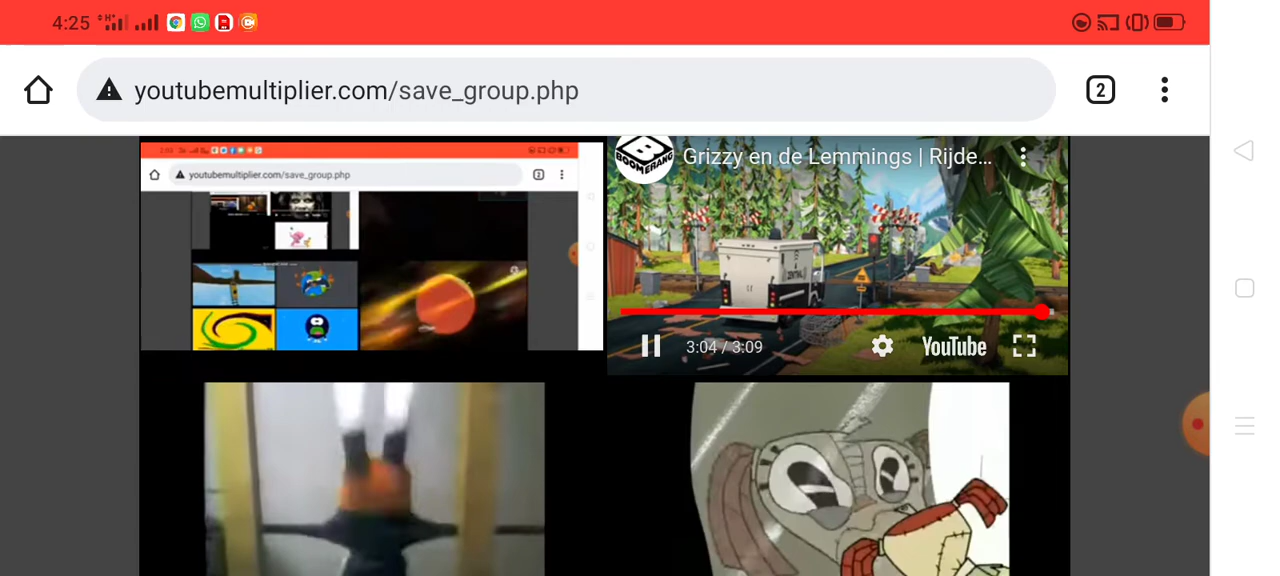 4:25
youtubemultiplier.com/save_group.php
2
youtubemultiplier.com/save_group.php
BOOMERANG
Grizzy en de Lemmings | Rijde...
3:04 / 3:09
YouTube